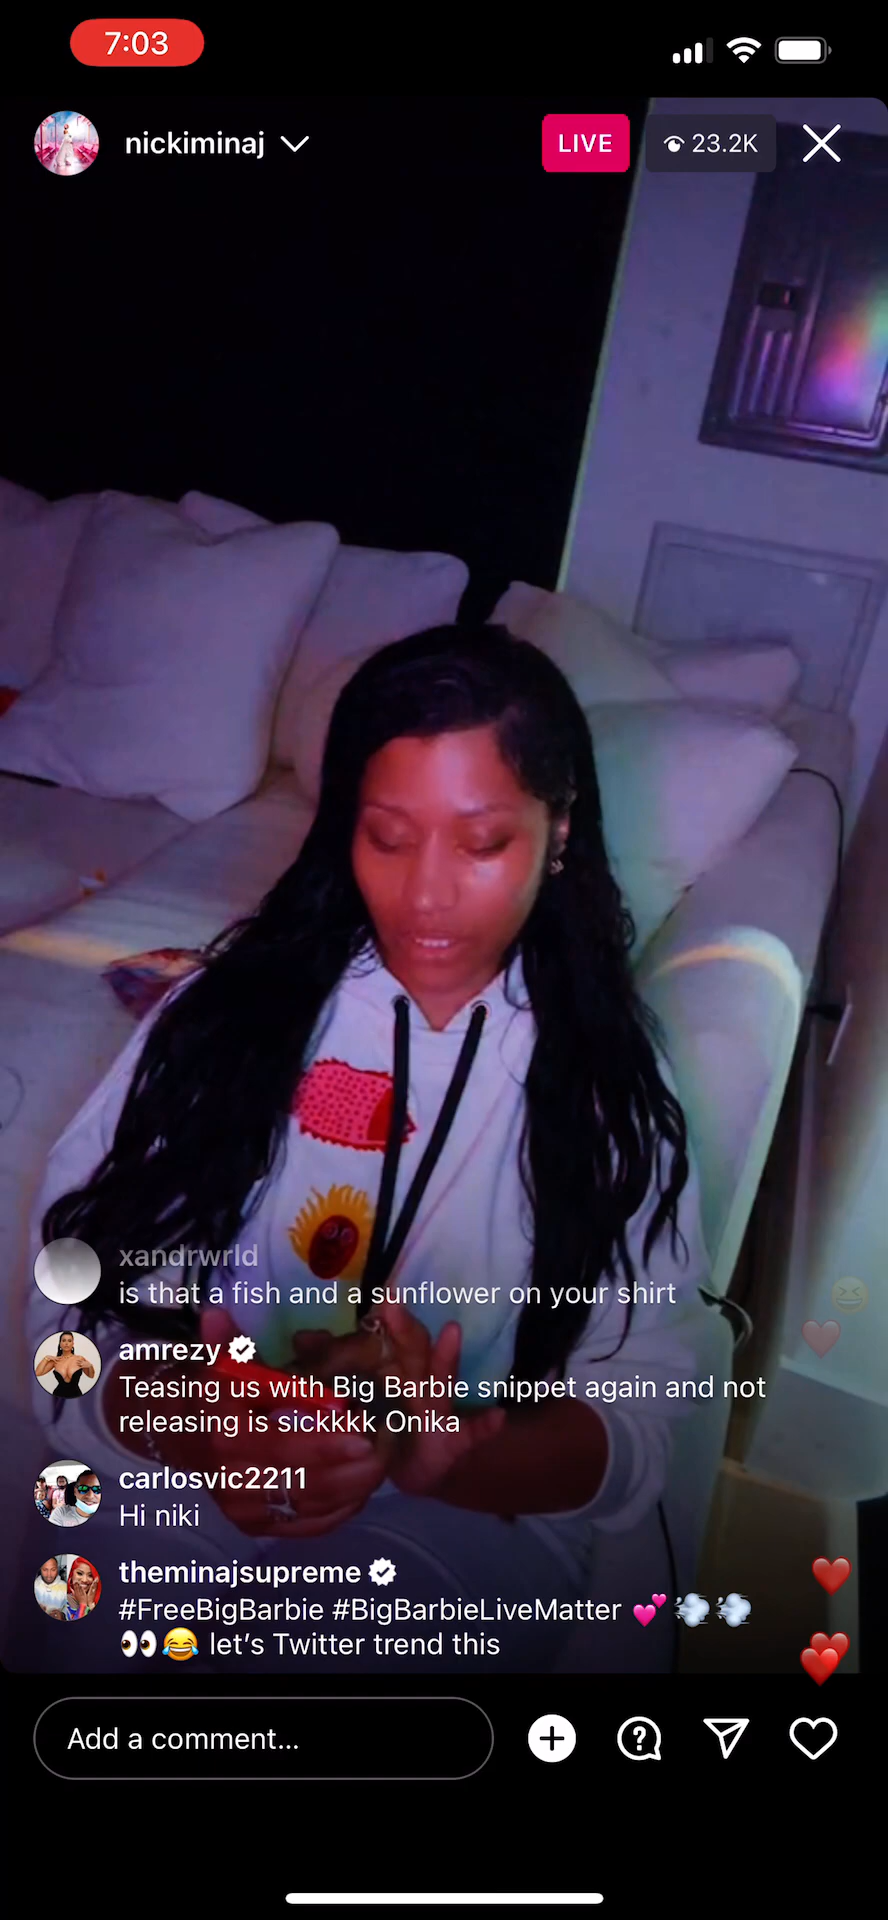 7:03
nickiminaj
LIVE
23.2K
xandrwrld
is that a fish and a sunflower on your shirt
amrezy
Teasing us with Big Barbie snippet again and not
releasing is sickkkk Onika
carlosvic2211
Hi niki
theminajsupreme
#FreeBigBarbie #BigBarbieLiveMatter 💕💨💨
👀😂 let’s Twitter trend this
Add a comment...